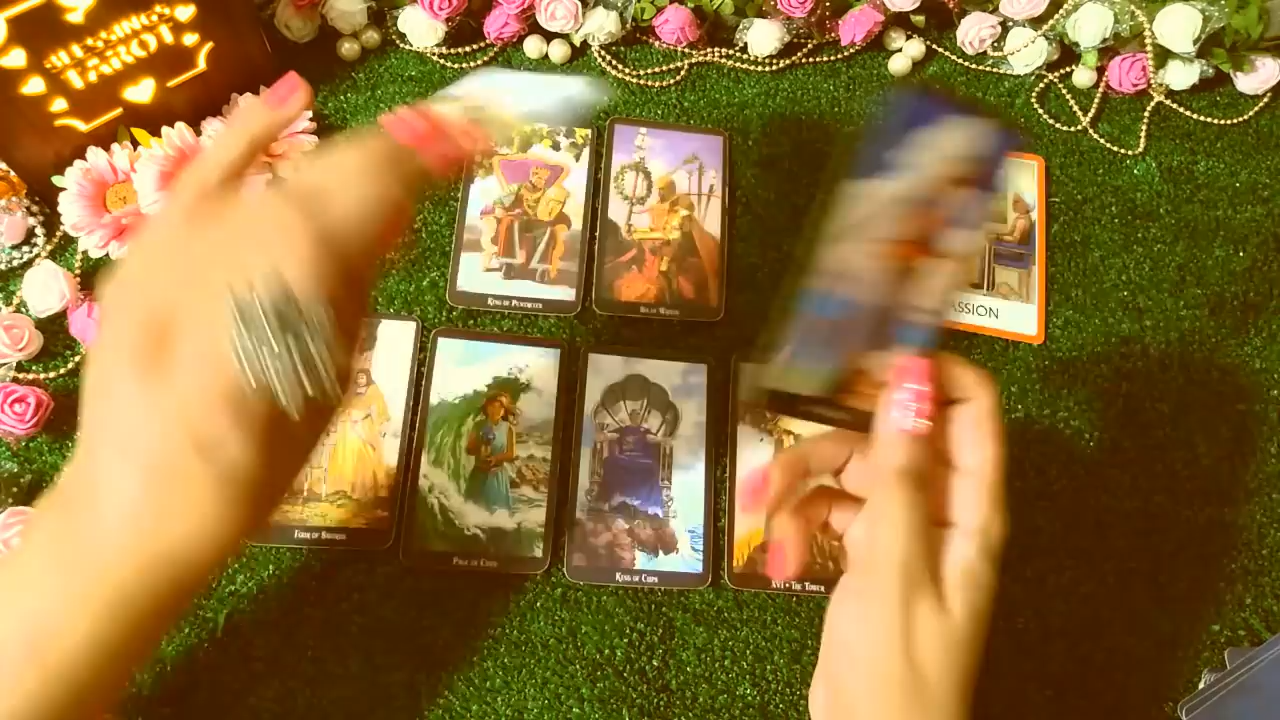 BLESSINGS
TAROT
KING OF PENTACLES
SIX OF WANDS
ASSION
FOUR OF SWORDS
PAGE OF CUPS
KING OF CUPS
XVI • THE TOWER